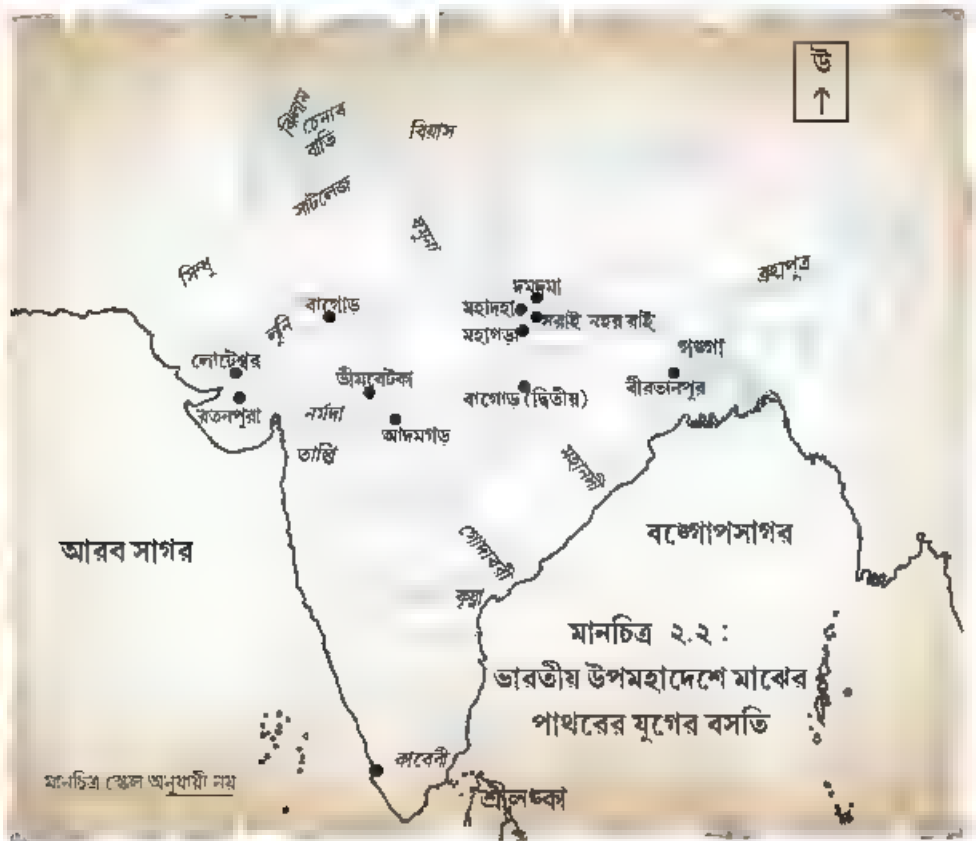 উ
ঝিলাম
চেনাব
রাভি
বিয়াস
সাটলেজ
যমুনা
সিন্ধু
ব্রহ্মপুত্র
দমদমা
বাগোড়
মহাদহা
সরাই নহর রাই
মহাগড়া
লুনি
গঙ্গা
লোটেশ্বর
ভীমবেটকা
বীরভানপুর
বাগোড় (দ্বিতীয়)
রতনপুরা
নর্মদা
আদমগড়
তাপ্তি
মহানদী
আরব সাগর
বঙ্গোপসাগর
গোদাবরী
কৃষ্ণা
মানচিত্র ২.২ :
ভারতীয় উপমহাদেশে মাঝের
পাথরের যুগের বসতি
কাবেরী
মানচিত্র স্কেল অনুযায়ী নয়
শ্রীলঙ্কা